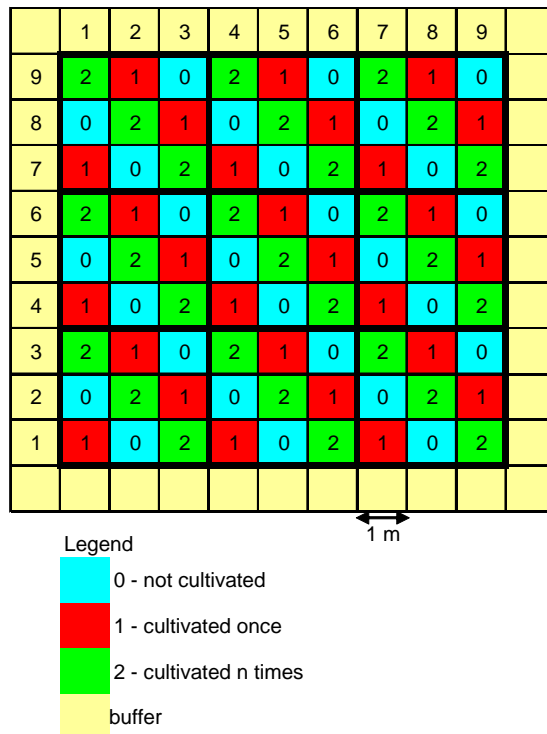 1 2 3 4 5 6 7 8 9
9 2 1 0 2 1 0 2 1 0
8 0 2 1 0 2 1 0 2 1
7 1 0 2 1 0 2 1 0 2
6 2 1 0 2 1 0 2 1 0
5 0 2 1 0 2 1 0 2 1
4 1 0 2 1 0 2 1 0 2
3 2 1 0 2 1 0 2 1 0
2 0 2 1 0 2 1 0 2 1
1 1 0 2 1 0 2 1 0 2
1 m
Legend
0 - not cultivated
1 - cultivated once
2 - cultivated n times
buffer